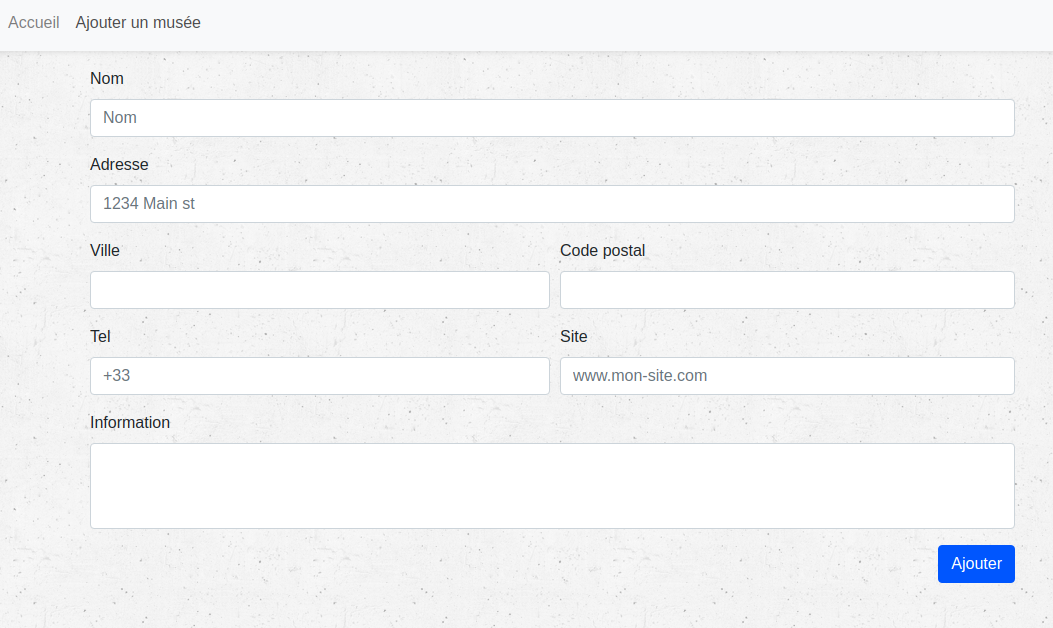 Accueil Ajouter un musée
Nom
Nom
Adresse
1234 Main st
Ville Code postal
Tel Site
+33 www.mon-site.com
Information
Ajouter